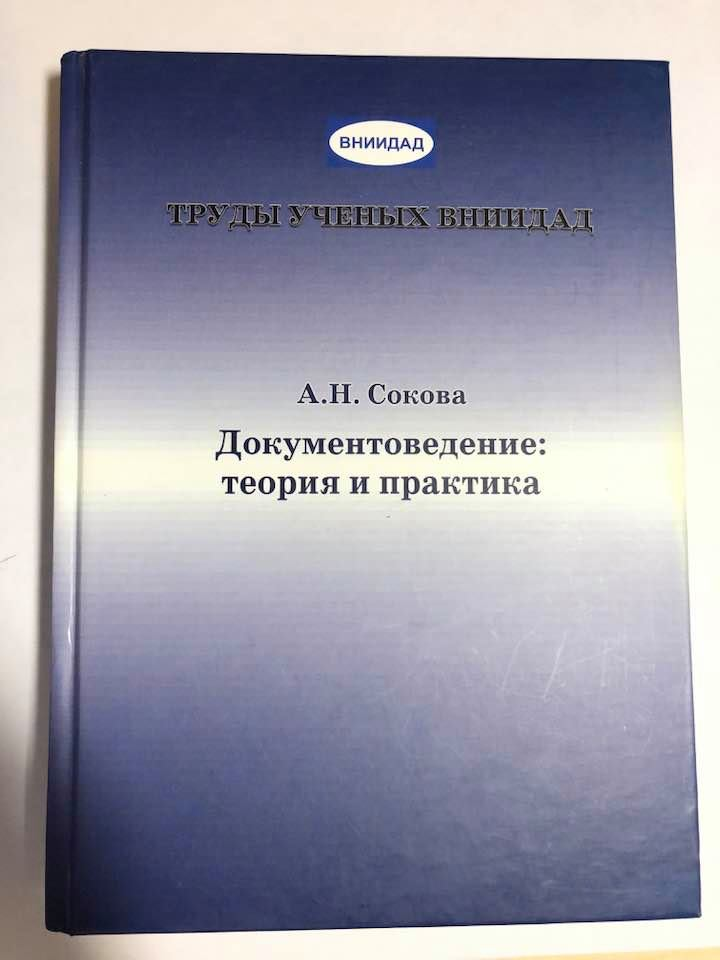 ВНИИДАД
ТРУДЫ УЧЕНЫХ ВНИИДАД
А.Н. Сокова
Документоведение:
теория и практика